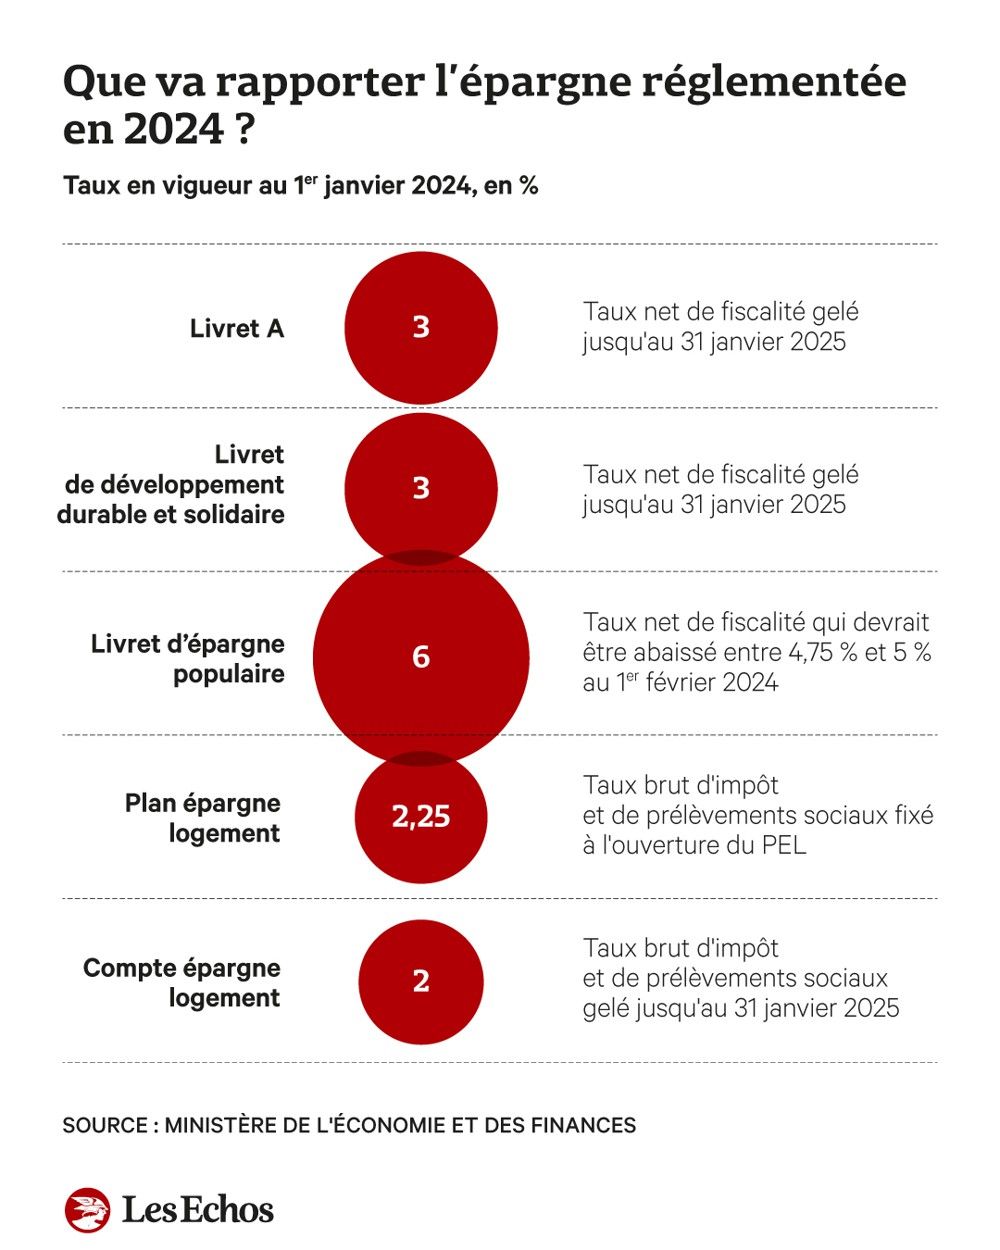 Que va rapporter l'épargne réglementée
en 2024 ?
Taux en vigueur au 1er janvier 2024, en %
Livret A
3
Taux net de fiscalité gelé
jusqu'au 31 janvier 2025
Livret
de développement
durable et solidaire
3
Taux net de fiscalité gelé
jusqu'au 31 janvier 2025
Livret d’épargne
populaire
6
Taux net de fiscalité qui devrait
être abaissé entre 4,75 % et 5 %
au 1er février 2024
Plan épargne
logement
2,25
Taux brut d'impôt
et de prélèvements sociaux fixé
à l'ouverture du PEL
Compte épargne
logement
2
Taux brut d'impôt
et de prélèvements sociaux
gelé jusqu'au 31 janvier 2025
SOURCE : MINISTÈRE DE L'ÉCONOMIE ET DES FINANCES
Les Echos